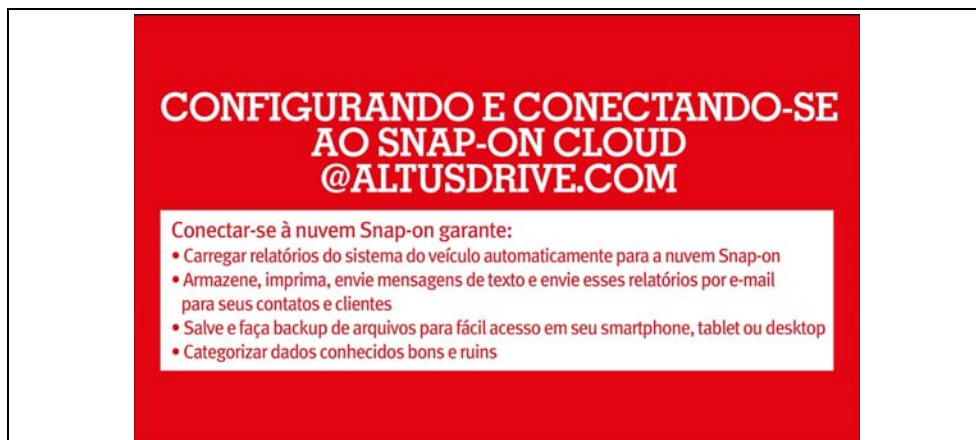 CONFIGURANDO E CONECTANDO-SE
AO SNAP-ON CLOUD
@ALTUSDRIVE.COM
Conectar-se à nuvem Snap-on garante:
• Carregar relatórios do sistema do veículo automaticamente para a nuvem Snap-on
• Armazene, imprima, envie mensagens de texto e envie esses relatórios por e-mail
para seus contatos e clientes
• Salve e faça backup de arquivos para fácil acesso em seu smartphone, tablet ou desktop
• Categorizar dados conhecidos bons e ruins